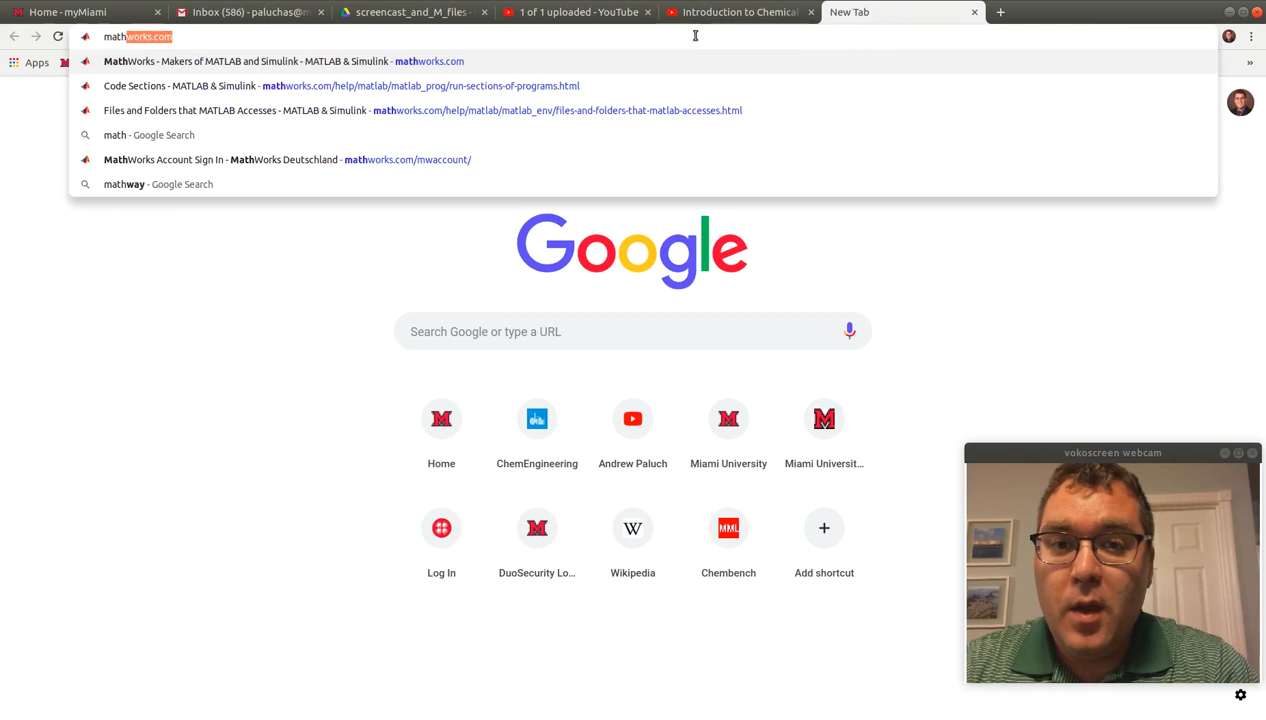 Home - myMiami
Inbox (586) - paluchas@m
screencast_and_M_files -
1 of 1 uploaded - YouTube
Introduction to Chemical
New Tab
mathworks.com
Apps
MathWorks - Makers of MATLAB and Simulink - MATLAB & Simulink - mathworks.com
Code Sections - MATLAB & Simulink - mathworks.com/help/matlab/matlab_prog/run-sections-of-programs.html
Files and Folders that MATLAB Accesses - MATLAB & Simulink - mathworks.com/help/matlab/matlab_env/files-and-folders-that-matlab-accesses.html
math - Google Search
MathWorks Account Sign In - MathWorks Deutschland - mathworks.com/mwaccount/
mathway - Google Search
Google
Search Google or type a URL
Home
ChemEngineering
Andrew Paluch
Miami University
Miami Universit...
W
MML
Log In
DuoSecurity Lo...
Wikipedia
Chembench
Add shortcut
vokoscreen webcam